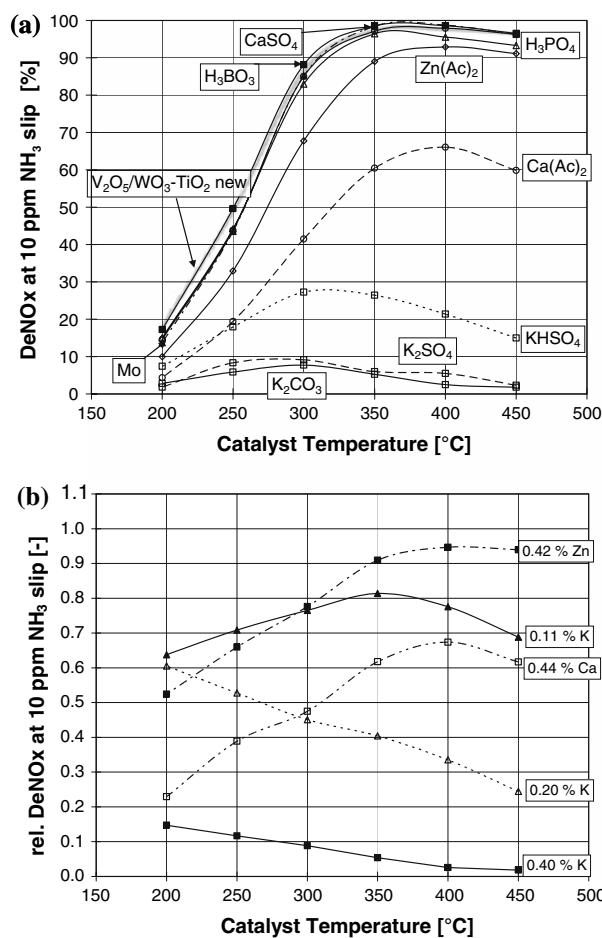 (a)
DeNOx at 10 ppm NH3 slip [%]
100
90
80
70
60
50
40
30
20
10
0
CaSO4
H3BO3
H3PO4
Zn(Ac)2
V2O5/WO3-TiO2 new
Ca(Ac)2
KHSO4
K2SO4
Mo
K2CO3
150 200 250 300 350 400 450 500
Catalyst Temperature [°C]
(b)
rel. DeNOx at 10 ppm NH3 slip [-]
1.1
1.0
0.9
0.8
0.7
0.6
0.5
0.4
0.3
0.2
0.1
0.0
0.42 % Zn
0.11 % K
0.44 % Ca
0.20 % K
0.40 % K
150 200 250 300 350 400 450 500
Catalyst Temperature [°C]